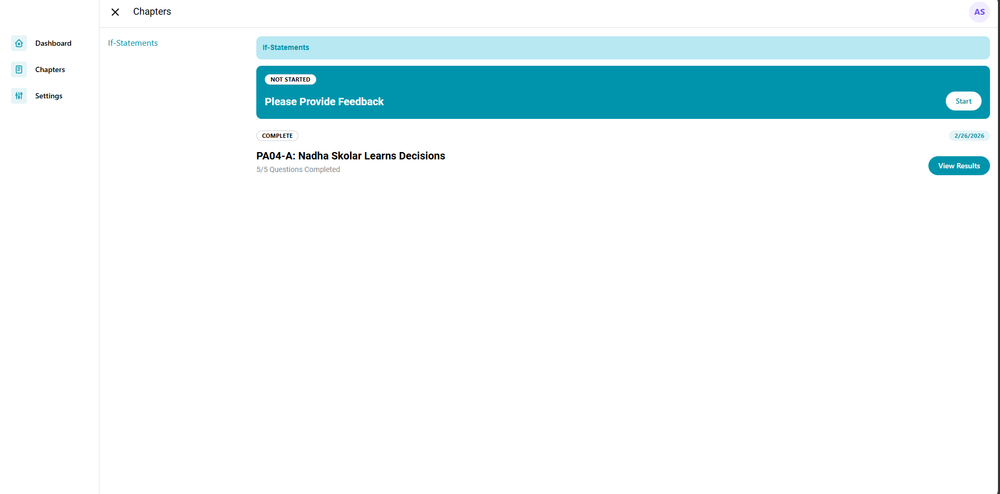 Chapters
AS
Dashboard
Chapters
Settings
If-Statements
If-Statements
NOT STARTED
Please Provide Feedback
Start
COMPLETE
2/26/2026
PA04-A: Nadha Skolar Learns Decisions
5/5 Questions Completed
View Results